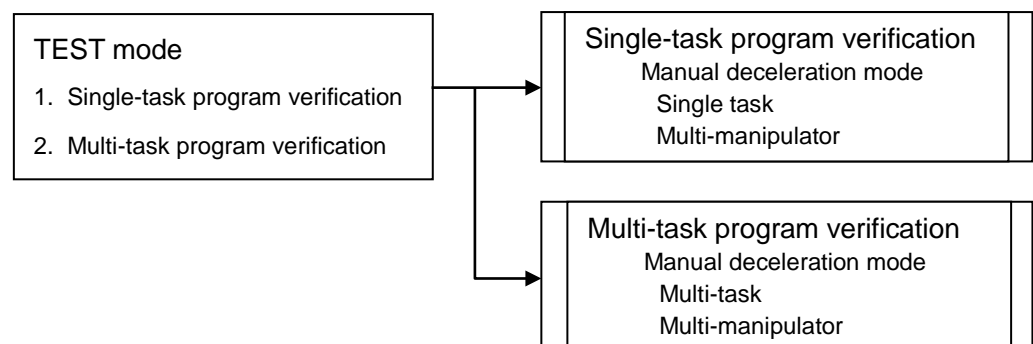 TEST mode
1. Single-task program verification
2. Multi-task program verification
Single-task program verification
Manual deceleration mode
Single task
Multi-manipulator
Multi-task program verification
Manual deceleration mode
Multi-task
Multi-manipulator